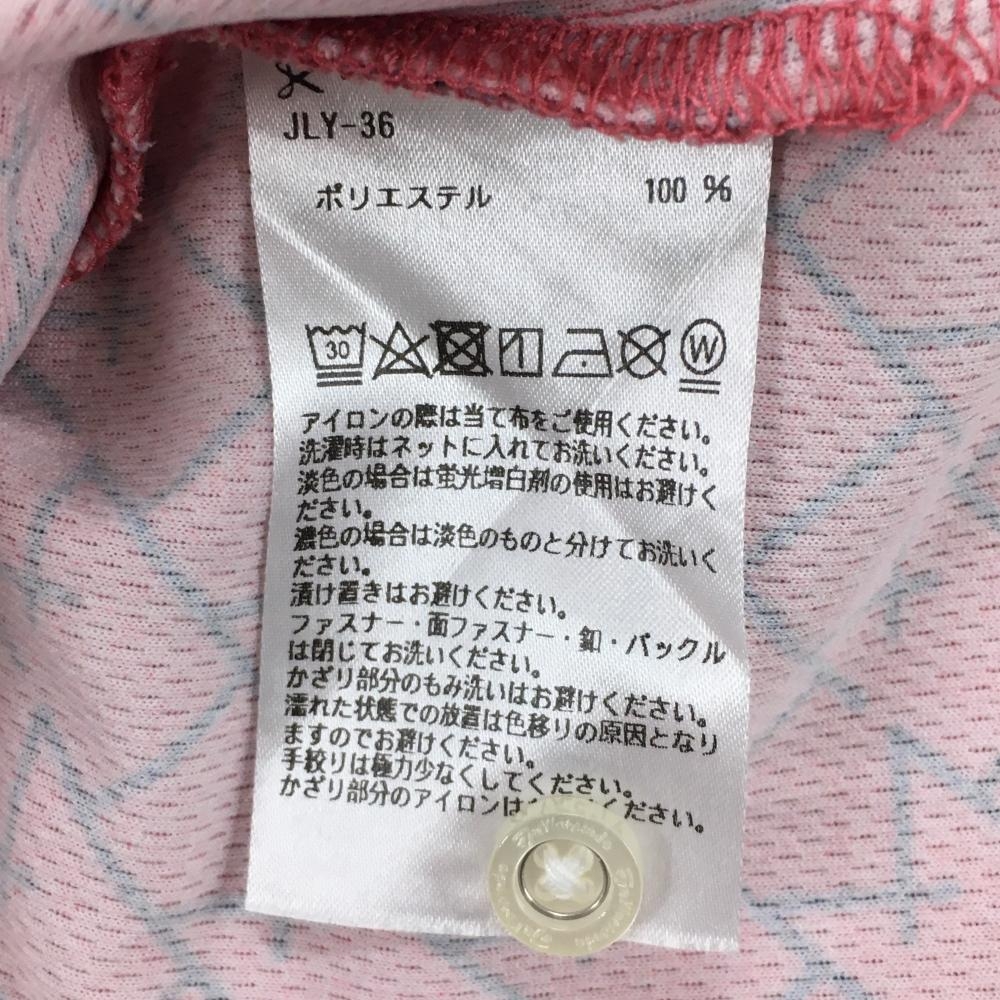 JLY-36
ポリエステル 100 %
30 W
アイロンの際は当て布をご使用ください。
洗濯時はネットに入れてお洗いください。
淡色の場合は蛍光増白剤の使用はお避けく
ださい。
濃色の場合は淡色のものと分けてお洗いく
ださい。
漬け置きはお避けください。
ファスナー・面ファスナー・釦・バックル
は閉じてお洗いください。
かざり部分のもみ洗いはお避けください。
濡れた状態での放置は色移りの原因となり
ますのでお避けください。
手絞りは極力少なくしてください。
かざり部分のアイロンは ください。